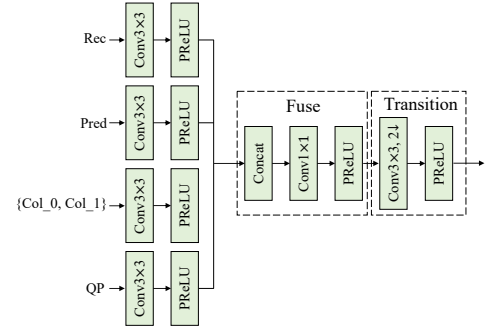 Rec
Conv3×3
PReLU
Pred
Conv3×3
PReLU
{Col_0, Col_1}
Conv3×3
PReLU
QP
Conv3×3
PReLU
Fuse
Concat
Conv1×1
PReLU
Transition
Conv3×3, 2↓
PReLU